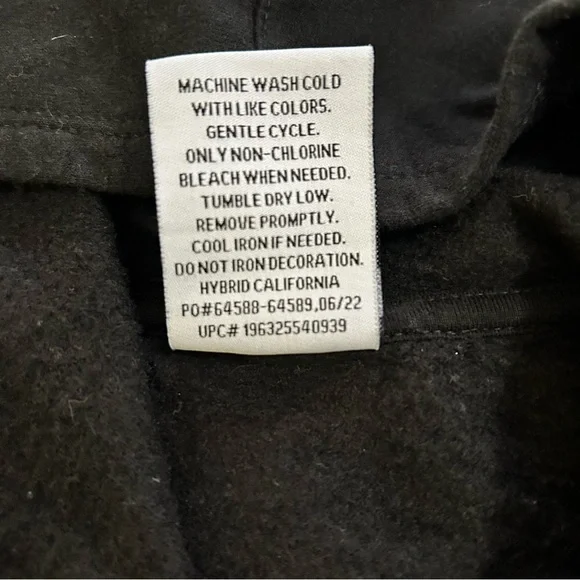 MACHINE WASH COLD
WITH LIKE COLORS.
GENTLE CYCLE.
ONLY NON-CHLORINE
BLEACH WHEN NEEDED.
TUMBLE DRY LOW.
REMOVE PROMPTLY.
COOL IRON IF NEEDED.
DO NOT IRON DECORATION.
HYBRID CALIFORNIA
PO#64588-64589,06/22
UPC# 196325540939